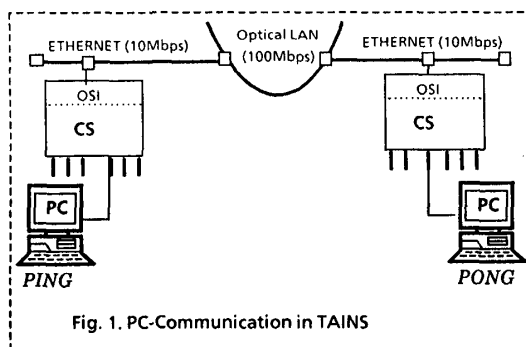 ETHERNET (10Mbps)
Optical LAN
(100Mbps)
ETHERNET (10Mbps)
OSI
CS
OSI
CS
PC
PC
PING
PONG
Fig. 1. PC-Communication in TAINS